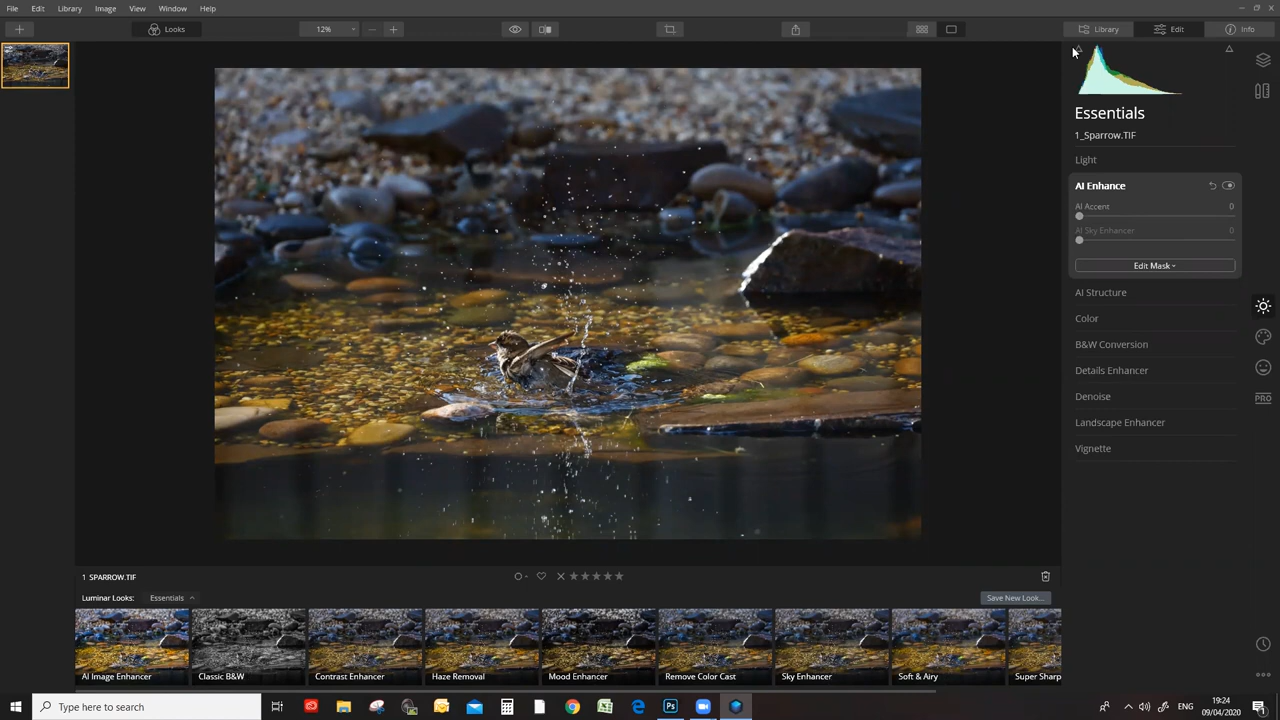 File Edit Library Image View Window Help
Looks 12% Library Edit Info
Essentials
1_Sparrow.TIF
Light
AI Enhance
AI Accent 0
AI Sky Enhancer 0
Edit Mask
AI Structure
Color
B&W Conversion
Details Enhancer
Denoise
PRO
Landscape Enhancer
Vignette
1_SPARROW.TIF
Luminar Looks: Essentials Save New Look...
AI Image Enhancer Classic B&W Contrast Enhancer Haze Removal Mood Enhancer Remove Color Cast Sky Enhancer Soft & Airy Super Sharp
Type here to search
ENG
19:24
09/04/2020